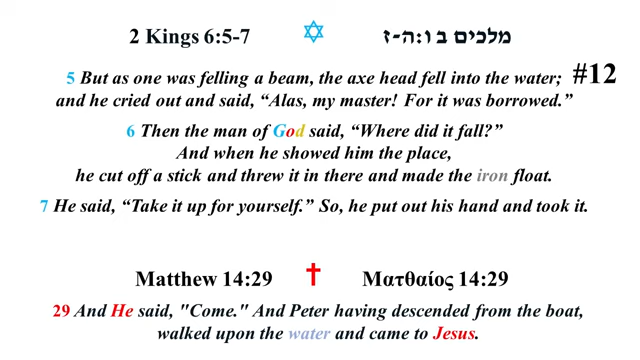 2 Kings 6:5-7 ✡ מלכים ב ו:ה-ז
#12
5 But as one was felling a beam, the axe head fell into the water;
and he cried out and said, “Alas, my master! For it was borrowed.”
6 Then the man of God said, “Where did it fall?”
And when he showed him the place,
he cut off a stick and threw it in there and made the iron float.
7 He said, “Take it up for yourself.” So, he put out his hand and took it.
Matthew 14:29 ✝ Ματθαίος 14:29
29 And He said, "Come." And Peter having descended from the boat,
walked upon the water and came to Jesus.